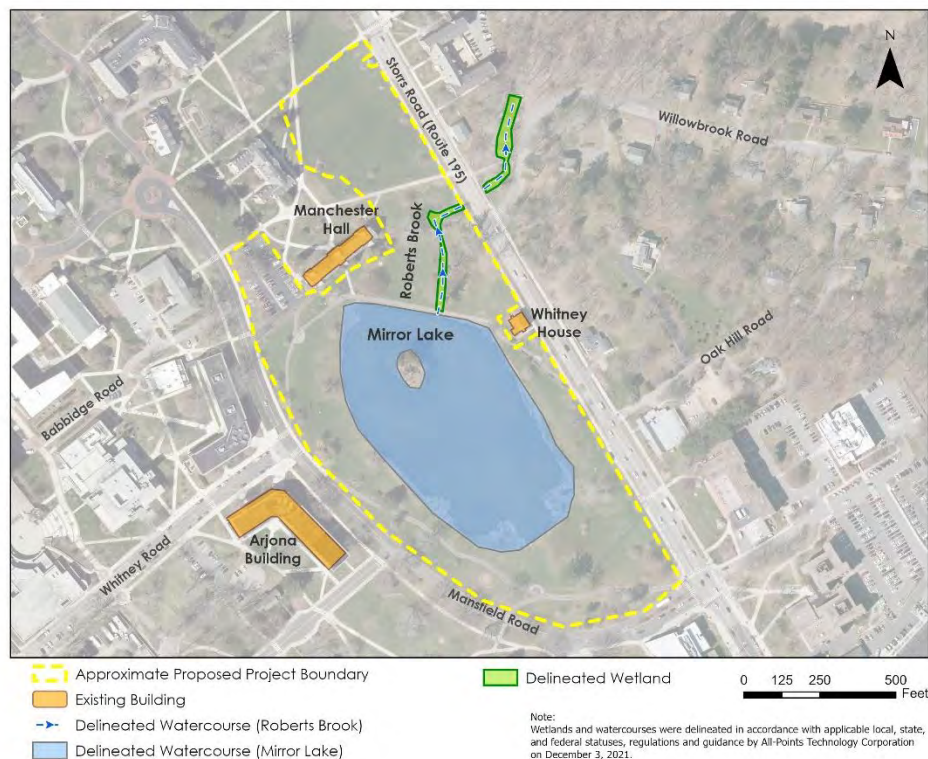 N
Storrs Road (Route 195)
Willowbrook Road
Manchester
Hall
Roberts Brook
Whitney
House
Mirror Lake
Oak Hill Road
Babbidge Road
Arjona
Building
Whitney Road
Mansfield Road
Approximate Proposed Project Boundary
Existing Building
Delineated Watercourse (Roberts Brook)
Delineated Watercourse (Mirror Lake)
Delineated Wetland
0 125 250 500
Feet
Note:
Wetlands and watercourses were delineated in accordance with applicable local, state,
and federal statuses, regulations and guidance by All-Points Technology Corporation
on December 3, 2021.